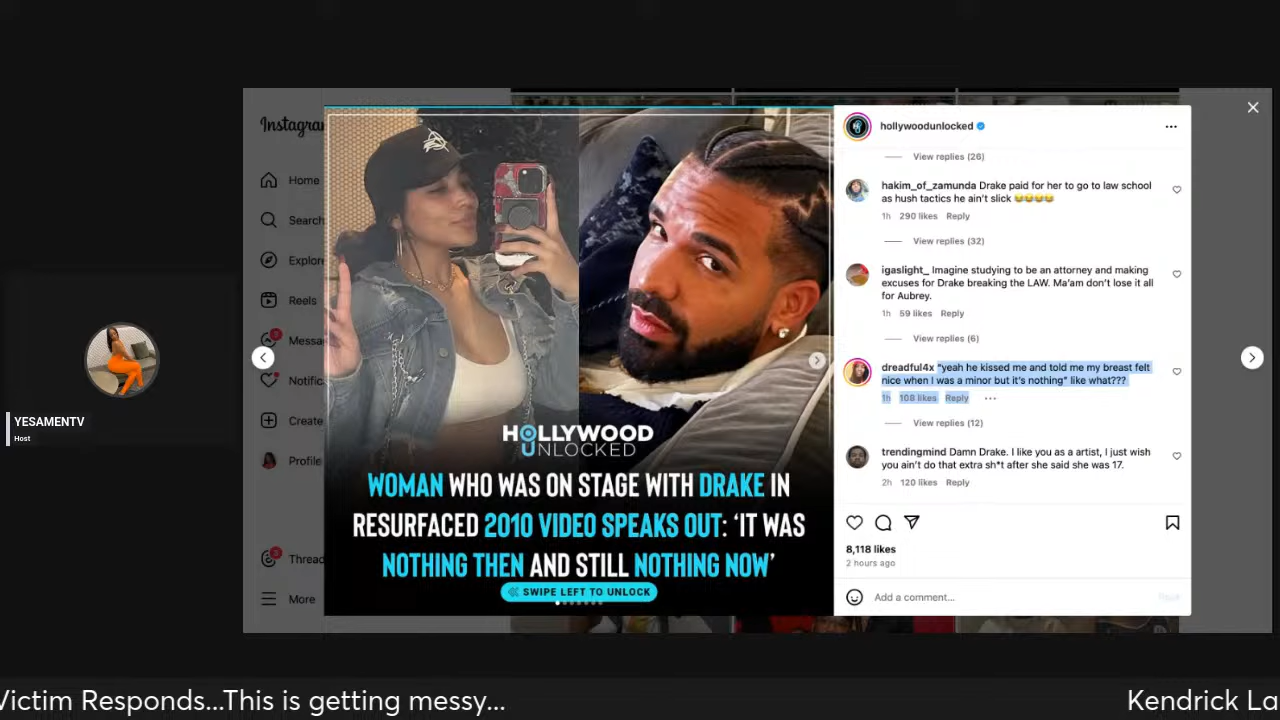 Instagram
Home
Search
Explore
Reels
Messa
Notific
Create
Profile
Thread
More
YESAMENTV
Host
HOLLYWOOD
UNLOCKED
WOMAN WHO WAS ON STAGE WITH DRAKE IN
RESURFACED 2010 VIDEO SPEAKS OUT: ‘IT WAS
NOTHING THEN AND STILL NOTHING NOW’
SWIPE LEFT TO UNLOCK
hollywoodunlocked
View replies (26)
hakim_of_zamunda Drake paid for her to go to law school
as hush tactics he ain't slick 😂😂😂😂
1h 290 likes Reply
View replies (32)
igaslight_ Imagine studying to be an attorney and making
excuses for Drake breaking the LAW. Ma'am don't lose it all
for Aubrey.
1h 59 likes Reply
View replies (6)
dreadful4x "yeah he kissed me and told me my breast felt
nice when I was a minor but it's nothing" like what???
1h 108 likes Reply
View replies (12)
trendingmind Damn Drake. I like you as a artist, I just wish
you ain't do that extra sh*t after she said she was 17.
2h 120 likes Reply
8,118 likes
2 hours ago
Add a comment...
Post
Victim Responds...This is getting messy...
Kendrick La